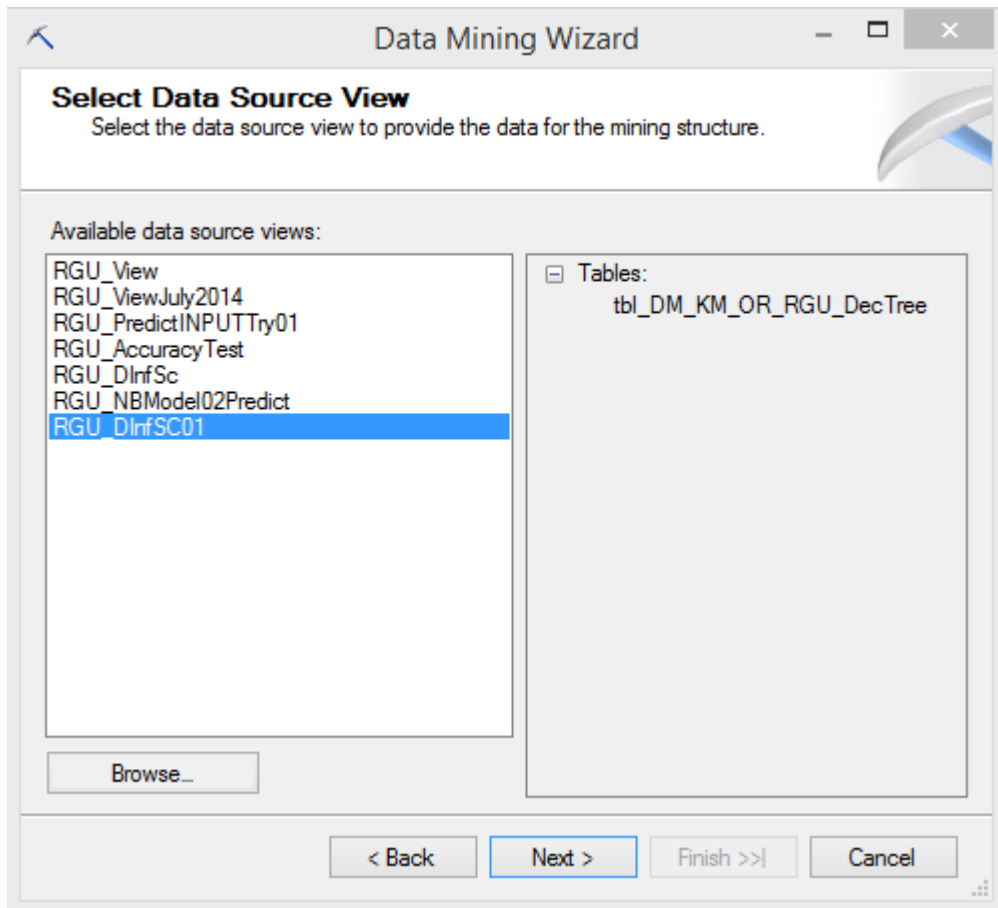 Data Mining Wizard
Select Data Source View
Select the data source view to provide the data for the mining structure.
Available data source views:
RGU_View
RGU_ViewJuly2014
RGU_PredictINPUTTry01
RGU_AccuracyTest
RGU_DInfSc
RGU_NBModel02Predict
RGU_DInfSC01
Tables:
tbl_DM_KM_OR_RGU_DecTree
Browse...
< Back
Next >
Finish >>|
Cancel